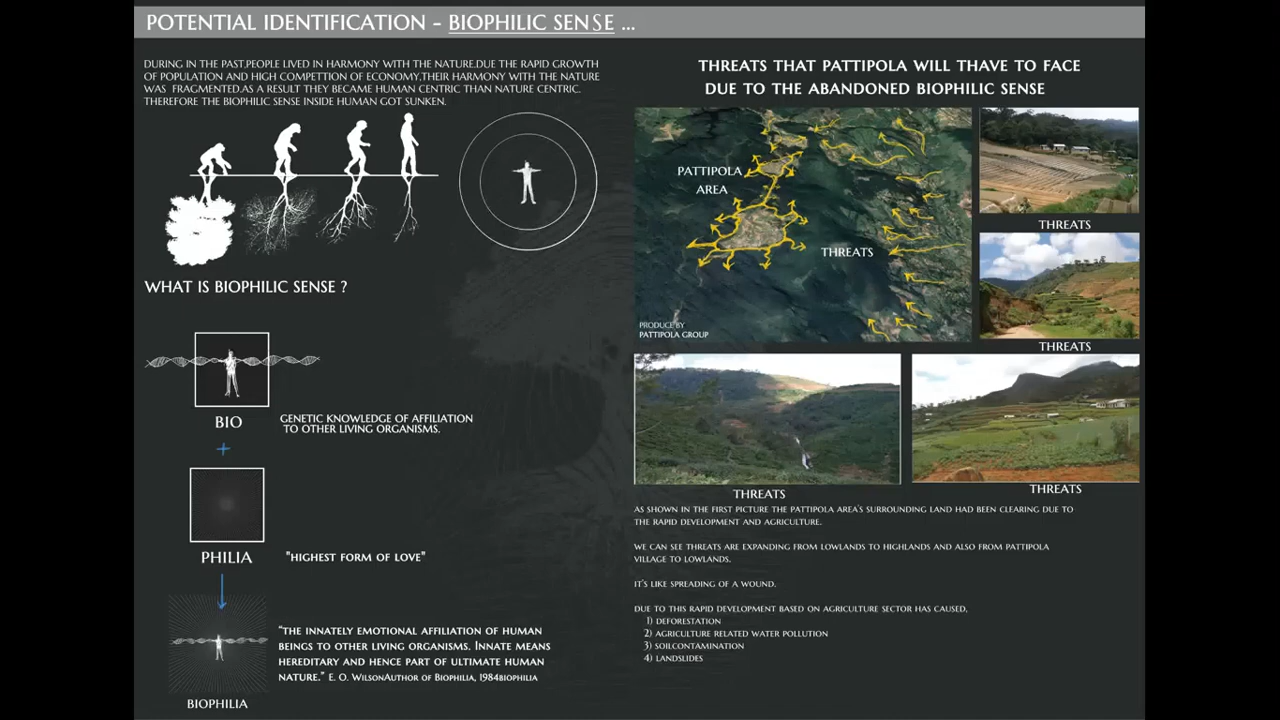 POTENTIAL IDENTIFICATION - BIOPHILIC SENSE ...
DURING IN THE PAST,PEOPLE LIVED IN HARMONY WITH THE NATURE.DUE THE RAPID GROWTH
OF POPULATION AND HIGH COMPETTION OF ECONOMY,THEIR HARMONY WITH THE NATURE
WAS FRAGMENTED.AS A RESULT THEY BECAME HUMAN CENTRIC THAN NATURE CENTRIC.
THEREFORE THE BIOPHILIC SENSE INSIDE HUMAN GOT SUNKEN.
WHAT IS BIOPHILIC SENSE ?
BIO
GENETIC KNOWLEDGE OF AFFILIATION
TO OTHER LIVING ORGANISMS.
+
PHILIA
"HIGHEST FORM OF LOVE"
"THE INNATELY EMOTIONAL AFFILIATION OF HUMAN
BEINGS TO OTHER LIVING ORGANISMS. INNATE MEANS
HEREDITARY AND HENCE PART OF ULTIMATE HUMAN
NATURE." E. O. WILSONAUTHOR OF BIOPHILIA, 1984BIOPHILIA
BIOPHILIA
THREATS THAT PATTIPOLA WILL THAVE TO FACE
DUE TO THE ABANDONED BIOPHILIC SENSE
PATTIPOLA
AREA
THREATS
PRODUCE BY
PATTIPOLA GROUP
THREATS
THREATS
THREATS
THREATS
AS SHOWN IN THE FIRST PICTURE THE PATTIPOLA AREA'S SURROUNDING LAND HAD BEEN CLEARING DUE TO
THE RAPID DEVELOPMENT AND AGRICULTURE.
WE CAN SEE THREATS ARE EXPANDING FROM LOWLANDS TO HIGHLANDS AND ALSO FROM PATTIPOLA
VILLAGE TO LOWLANDS.
IT'S LIKE SPREADING OF A WOUND.
DUE TO THIS RAPID DEVELOPMENT BASED ON AGRICULTURE SECTOR HAS CAUSED,
1) DEFORESTATION
2) AGRICULTURE RELATED WATER POLLUTION
3) SOILCONTAMINATION
4) LANDSLIDES